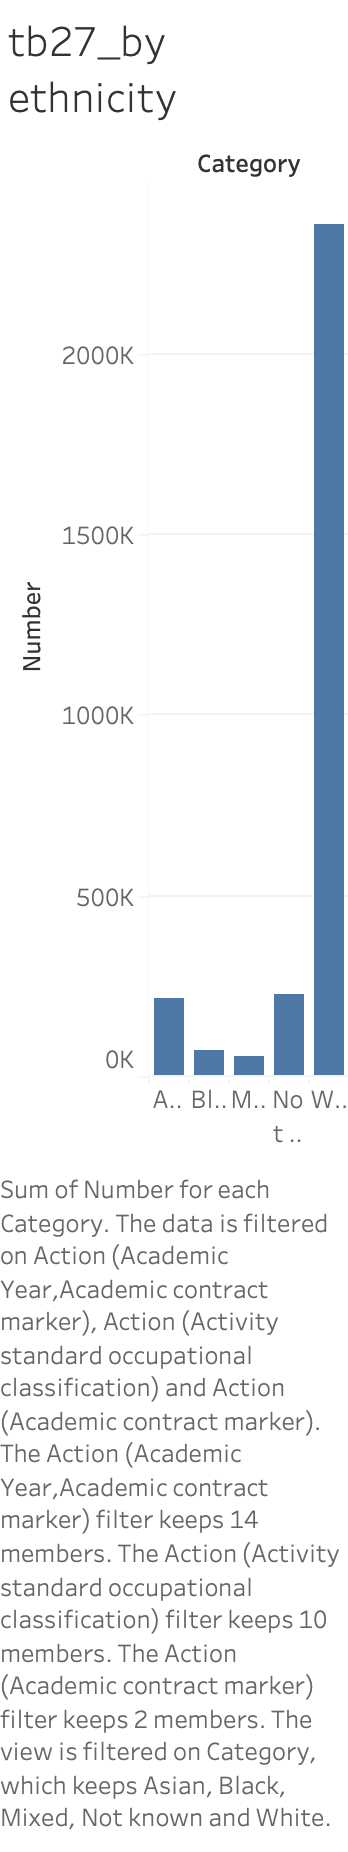 tb27_by
ethnicity
Category
2000K
1500K
1000K
500K
0K
Number
A.. Bl.. M.. No W..
t ..
Sum of Number for each
Category. The data is filtered
on Action (Academic
Year,Academic contract
marker), Action (Activity
standard occupational
classification) and Action
(Academic contract marker).
The Action (Academic
Year,Academic contract
marker) filter keeps 14
members. The Action (Activity
standard occupational
classification) filter keeps 10
members. The Action
(Academic contract marker)
filter keeps 2 members. The
view is filtered on Category,
which keeps Asian, Black,
Mixed, Not known and White.